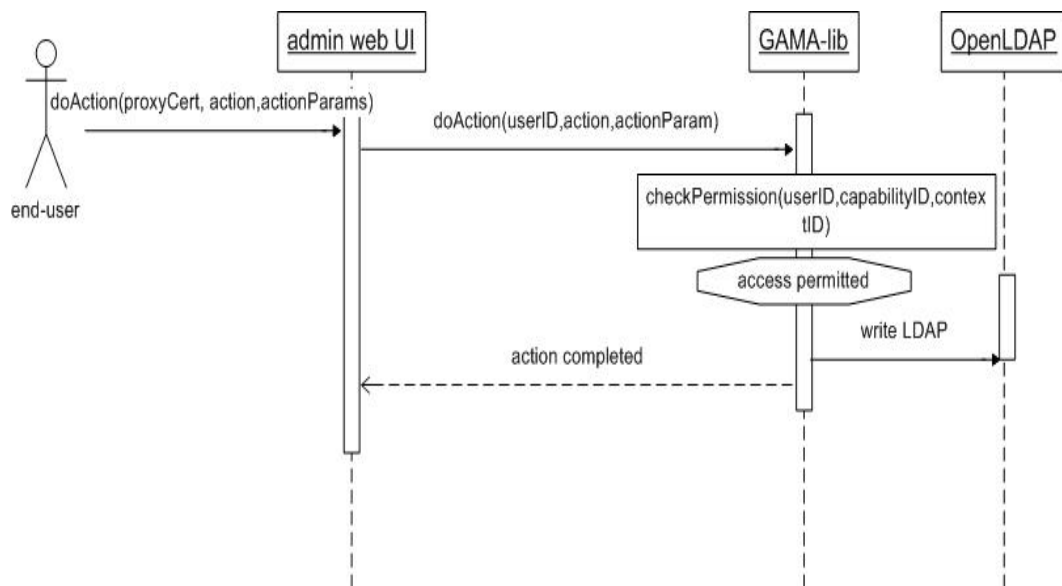 admin web UI
GAMA-lib
OpenLDAP
doAction(proxyCert, action,actionParams)
doAction(userID,action,actionParam)
end-user
checkPermission(userID,capabilityID,contex
tID)
access permitted
write LDAP
action completed